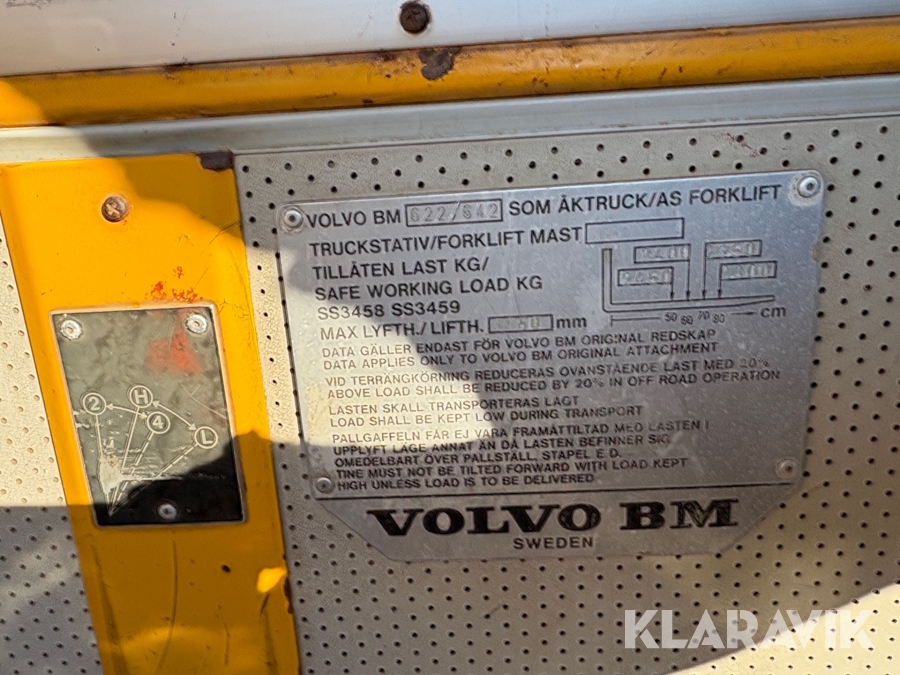 VOLVO BM 622/642 SOM ÅKTRUCK/AS FORKLIFT
TRUCKSTATIV/FORKLIFT MAST
TILLÅTEN LAST KG/
SAFE WORKING LOAD KG
SS3458 SS3459
MAX LYFTH./LIFTH. mm
50 60 70 80 cm
DATA GÄLLER ENDAST FÖR VOLVO BM ORIGINAL REDSKAP
DATA APPLIES ONLY TO VOLVO BM ORIGINAL ATTACHMENT
VID TERRÄNGKÖRNING REDUCERAS OVANSTÅENDE LAST MED 20%
ABOVE LOAD SHALL BE REDUCED BY 20% IN OFF ROAD OPERATION
LASTEN SKALL TRANSPORTERAS LÅGT
LOAD SHALL BE KEPT LOW DURING TRANSPORT
PALLGAFFELN FÅR EJ VARA FRAMÅTTILTAD MED LASTEN I
UPPLYFT LÄGE ANNAT ÄN DÅ LASTEN BEFINNER SIG
OMEDELBART ÖVER PALLSTÄLL, STAPEL E.D.
TINE MUST NOT BE TILTED FORWARD WITH LOAD KEPT
HIGH UNLESS LOAD IS TO BE DELIVERED
VOLVO BM
SWEDEN
H
2
4
L
KLARAVIK